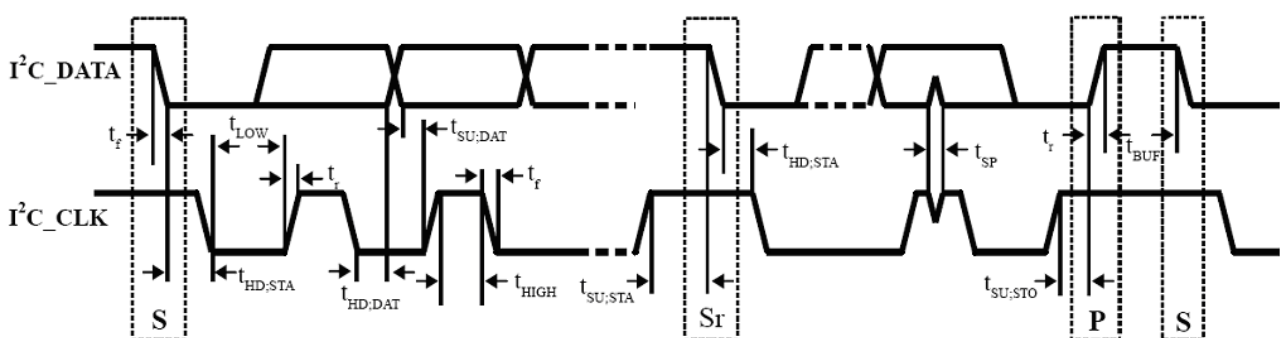 I²C_DATA
t_f
t_LOW
t_SU;DAT
t_r
t_f
t_HD;STA
t_SP
t_r
t_BUF
I²C_CLK
t_HD;STA
t_HD;DAT
t_HIGH
t_SU;STA
t_SU;STO
S
Sr
P
S